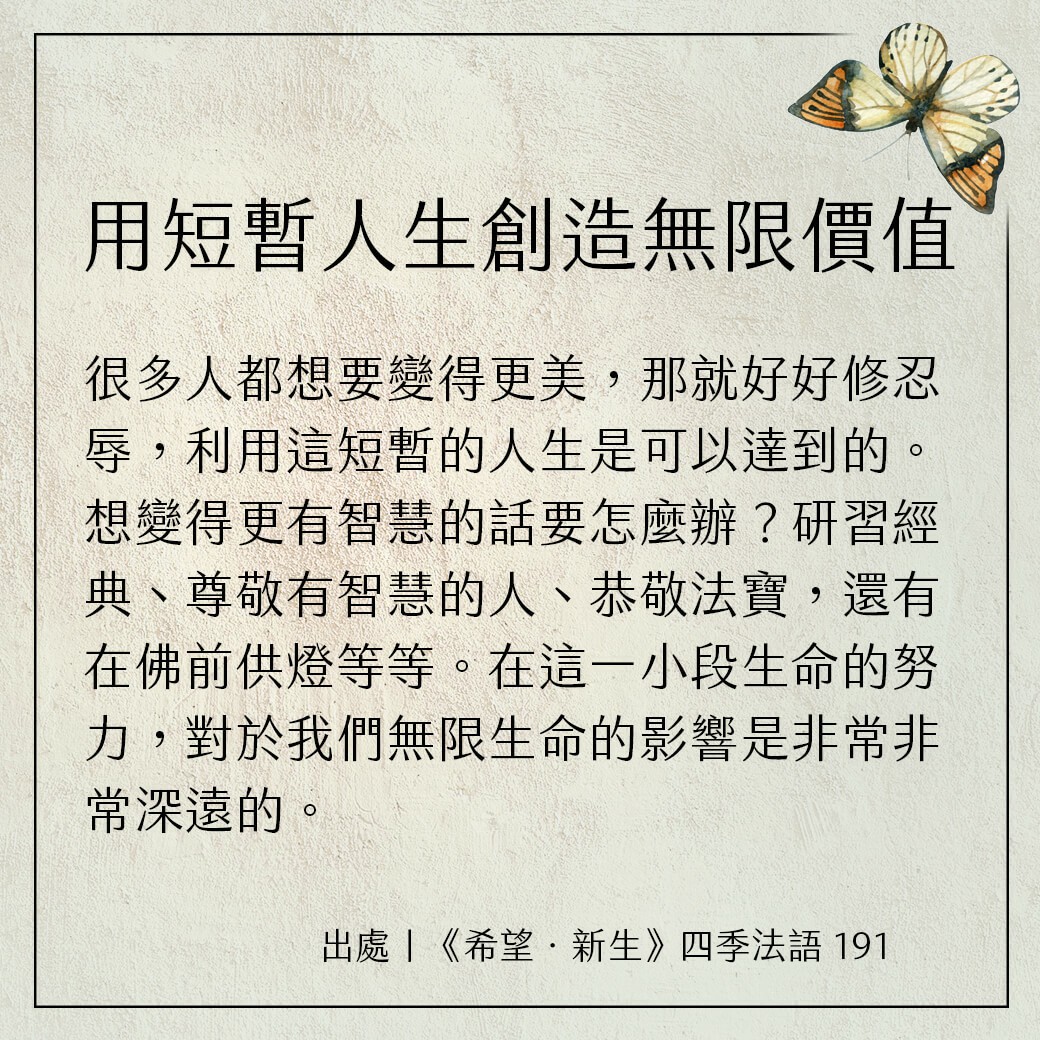 用短暫人生創造無限價值
很多人都想要變得更美，那就好好修忍
辱，利用這短暫的人生是可以達到的。
想變得更有智慧的話要怎麼辦？研習經
典、尊敬有智慧的人、恭敬法寶，還有
在佛前供燈等等。在這一小段生命的努
力，對於我們無限生命的影響是非常非
常深遠的。
出處｜《希望．新生》四季法語 191